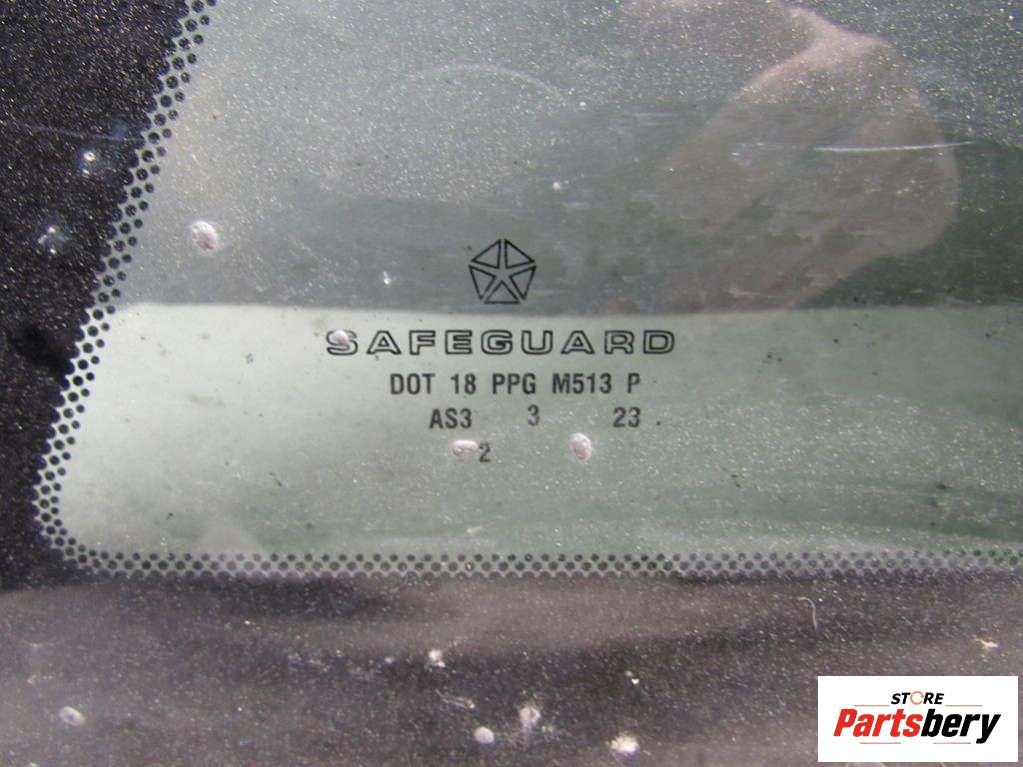 SAFEGUARD
DOT 18 PPG M513 P
AS3 3 23 .
2
STORE
Partsbery